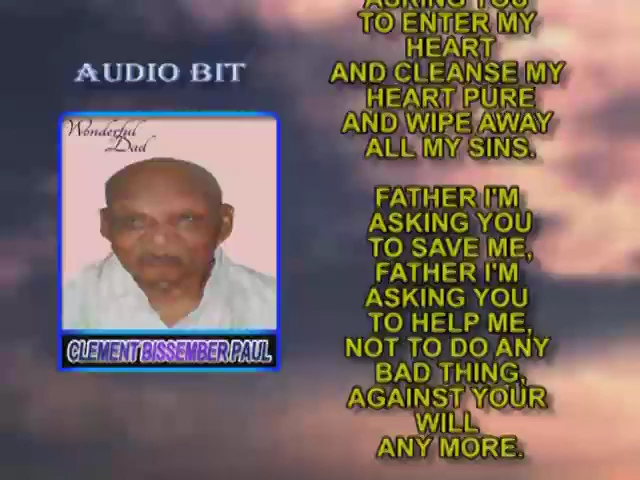 AUDIO BIT
Wonderful
Dad
CLEMENT BISSEMBER PAUL
ASKING YOU
TO ENTER MY
HEART
AND CLEANSE MY
HEART PURE
AND WIPE AWAY
ALL MY SINS.
FATHER I'M
ASKING YOU
TO SAVE ME,
FATHER I'M
ASKING YOU
TO HELP ME,
NOT TO DO ANY
BAD THING,
AGAINST YOUR
WILL
ANY MORE.